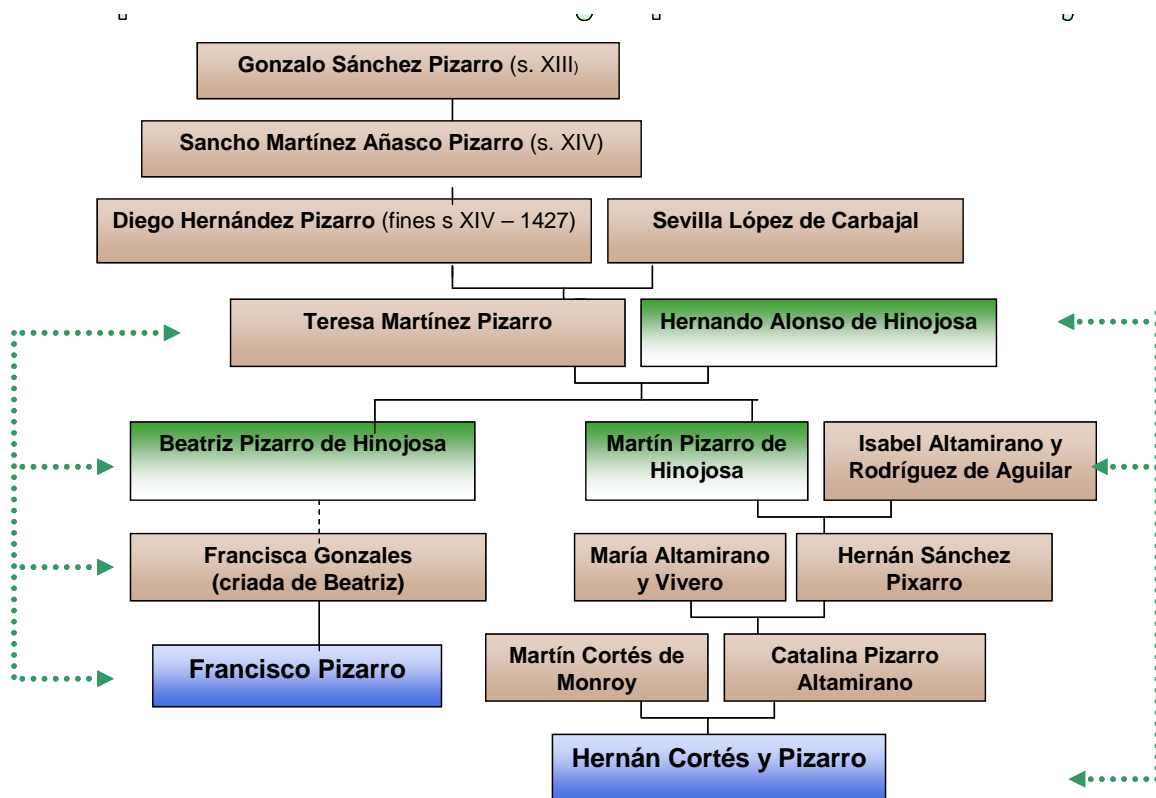 Gonzalo Sánchez Pizarro (s. XIII)
Sancho Martínez Añasco Pizarro (s. XIV)
Diego Hernández Pizarro (fines s XIV – 1427)
Sevilla López de Carbajal
Teresa Martínez Pizarro
Hernando Alonso de Hinojosa
Beatriz Pizarro de Hinojosa
Martín Pizarro de
Hinojosa
Isabel Altamirano y
Rodríguez de Aguilar
Francisca Gonzales
(criada de Beatriz)
María Altamirano
y Vivero
Hernán Sánchez
Pixarro
Francisco Pizarro
Martín Cortés de
Monroy
Catalina Pizarro
Altamirano
Hernán Cortés y Pizarro